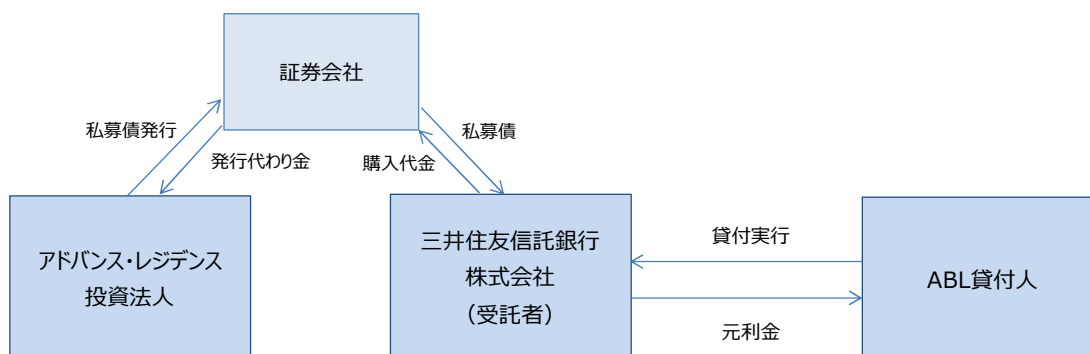 証券会社
私募債発行
私募債
発行代わり金
購入代金
アドバンス・レジデンス
投資法人
三井住友信託銀行
株式会社
（受託者）
貸付実行
ABL貸付人
元利金